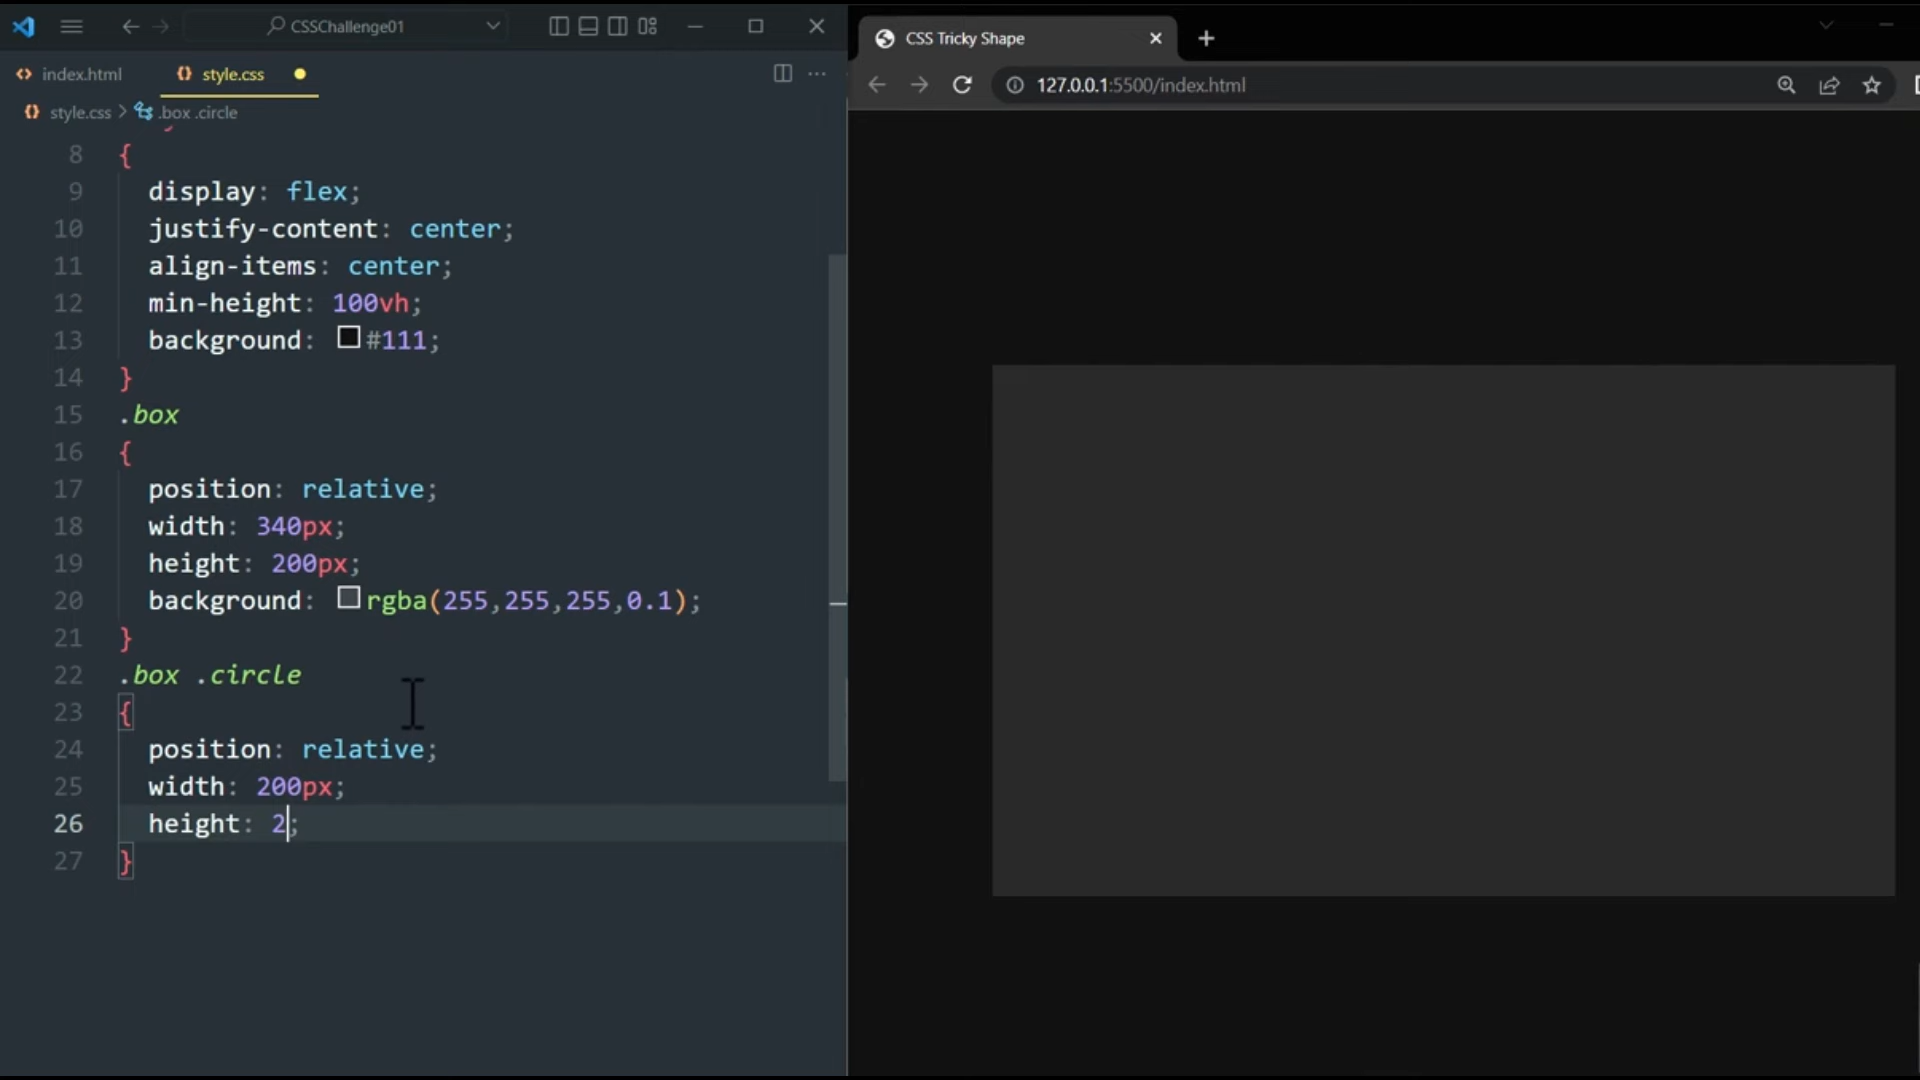 CSSChallenge01
index.html
style.css
style.css > .box .circle
8 {
9 display: flex;
10 justify-content: center;
11 align-items: center;
12 min-height: 100vh;
13 background: #111;
14 }
15 .box
16 {
17 position: relative;
18 width: 340px;
19 height: 200px;
20 background: rgba(255,255,255,0.1);
21 }
22 .box .circle
23 {
24 position: relative;
25 width: 200px;
26 height: 2;
27 }
CSS Tricky Shape
127.0.0.1:5500/index.html